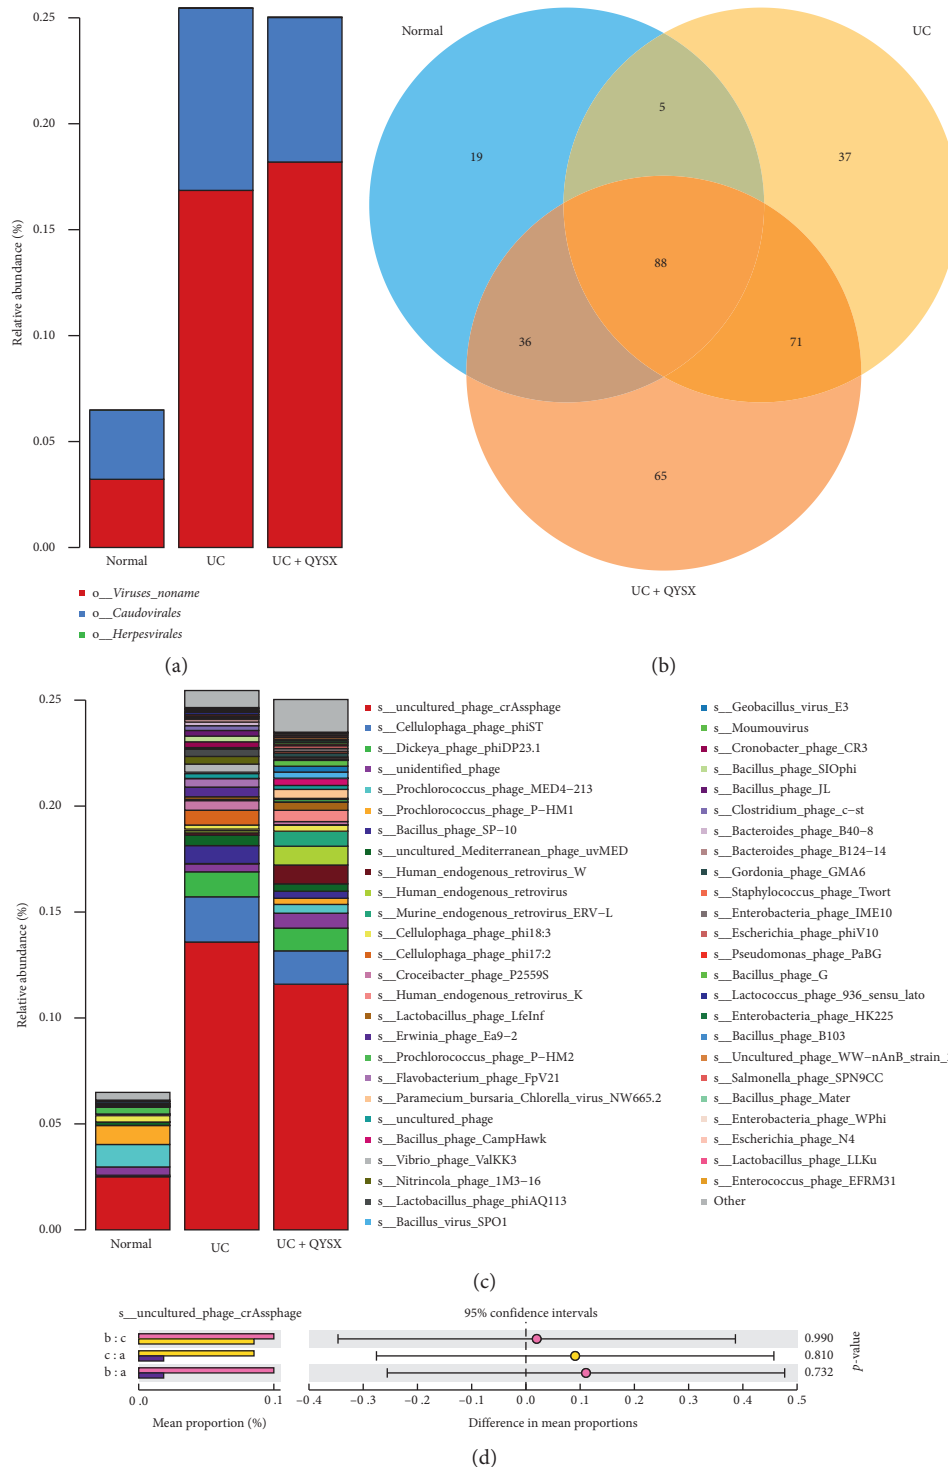 0.25
0.20
0.15
0.10
0.05
0.00
Relative abundance (%)
Normal
UC
UC + QYSX
o__Viruses_noname
o__Caudovirales
o__Herpesvirales
(a)
Normal
UC
5
19
37
88
36
71
65
UC + QYSX
(b)
0.25
0.20
0.15
0.10
0.05
0.00
Relative abundance (%)
Normal
UC
UC + QYSX
s__uncultured_phage_crAssphage
s__Cellulophaga_phage_phiST
s__Dickeya_phage_phiDP23.1
s__unidentified_phage
s__Prochlorococcus_phage_MED4-213
s__Prochlorococcus_phage_P-HM1
s__Bacillus_phage_SP-10
s__uncultured_Mediterranean_phage_uvMED
s__Human_endogenous_retrovirus_W
s__Human_endogenous_retrovirus
s__Murine_endogenous_retrovirus_ERV-L
s__Cellulophaga_phage_phi18:3
s__Cellulophaga_phage_phi17:2
s__Croceibacter_phage_P2559S
s__Human_endogenous_retrovirus_K
s__Lactobacillus_phage_LfeInf
s__Erwinia_phage_Ea9-2
s__Prochlorococcus_phage_P-HM2
s__Flavobacterium_phage_FpV21
s__Paramecium_bursaria_Chlorella_virus_NW665.2
s__uncultured_phage
s__Bacillus_phage_CampHawk
s__Vibrio_phage_ValKK3
s__Nitrincola_phage_1M3-16
s__Lactobacillus_phage_phiAQ113
s__Bacillus_virus_SPO1
s__Geobacillus_virus_E3
s__Moumouvirus
s__Cronobacter_phage_CR3
s__Bacillus_phage_SIOphi
s__Bacillus_phage_JL
s__Clostridium_phage_c-st
s__Bacteroides_phage_B40-8
s__Bacteroides_phage_B124-14
s__Gordonia_phage_GMA6
s__Staphylococcus_phage_Twort
s__Enterobacteria_phage_IME10
s__Escherichia_phage_phiV10
s__Pseudomonas_phage_PaBG
s__Bacillus_phage_G
s__Lactococcus_phage_936_sensu_lato
s__Enterobacteria_phage_HK225
s__Bacillus_phage_B103
s__Uncultured_phage_WW-nAnB_strain_
s__Salmonella_phage_SPN9CC
s__Bacillus_phage_Mater
s__Enterobacteria_phage_WPhi
s__Escherichia_phage_N4
s__Lactobacillus_phage_LLKu
s__Enterococcus_phage_EFRM31
Other
(c)
s__uncultured_phage_crAssphage
95% confidence intervals
b : c
c : a
b : a
0.990
0.810
0.732
p-value
0.0
0.1
Mean proportion (%)
-0.4
-0.3
-0.2
-0.1
0.0
0.1
0.2
0.3
0.4
0.5
Difference in mean proportions
(d)